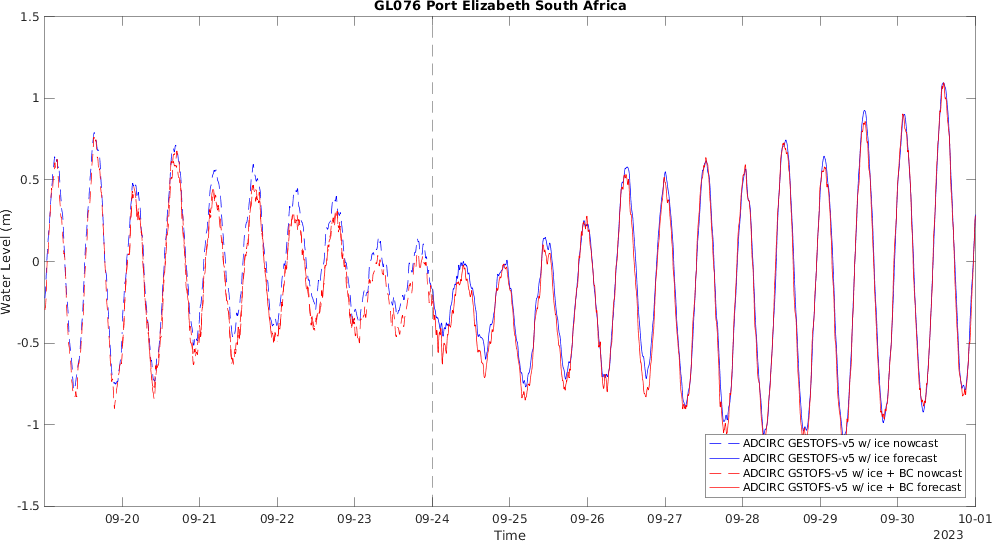 GL076 Port Elizabeth South Africa
1.5
1
0.5
0
-0.5
-1
-1.5
Water Level (m)
ADCIRC GESTOFS-v5 w/ ice nowcast
ADCIRC GESTOFS-v5 w/ ice forecast
ADCIRC GSTOFS-v5 w/ ice + BC nowcast
ADCIRC GSTOFS-v5 w/ ice + BC forecast
09-20 09-21 09-22 09-23 09-24 09-25 09-26 09-27 09-28 09-29 09-30 10-01
Time
2023